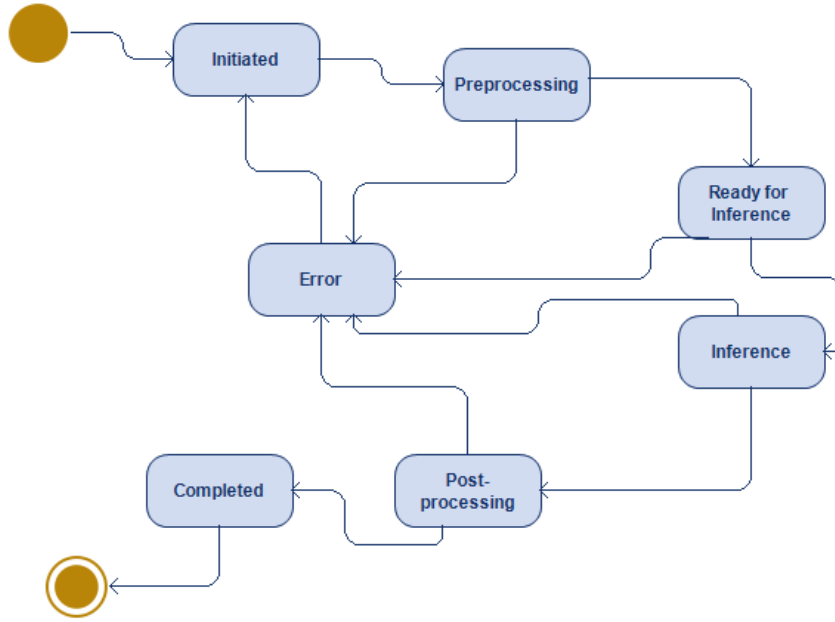 Initiated
Preprocessing
Ready for
Inference
Error
Inference
Post-
processing
Completed